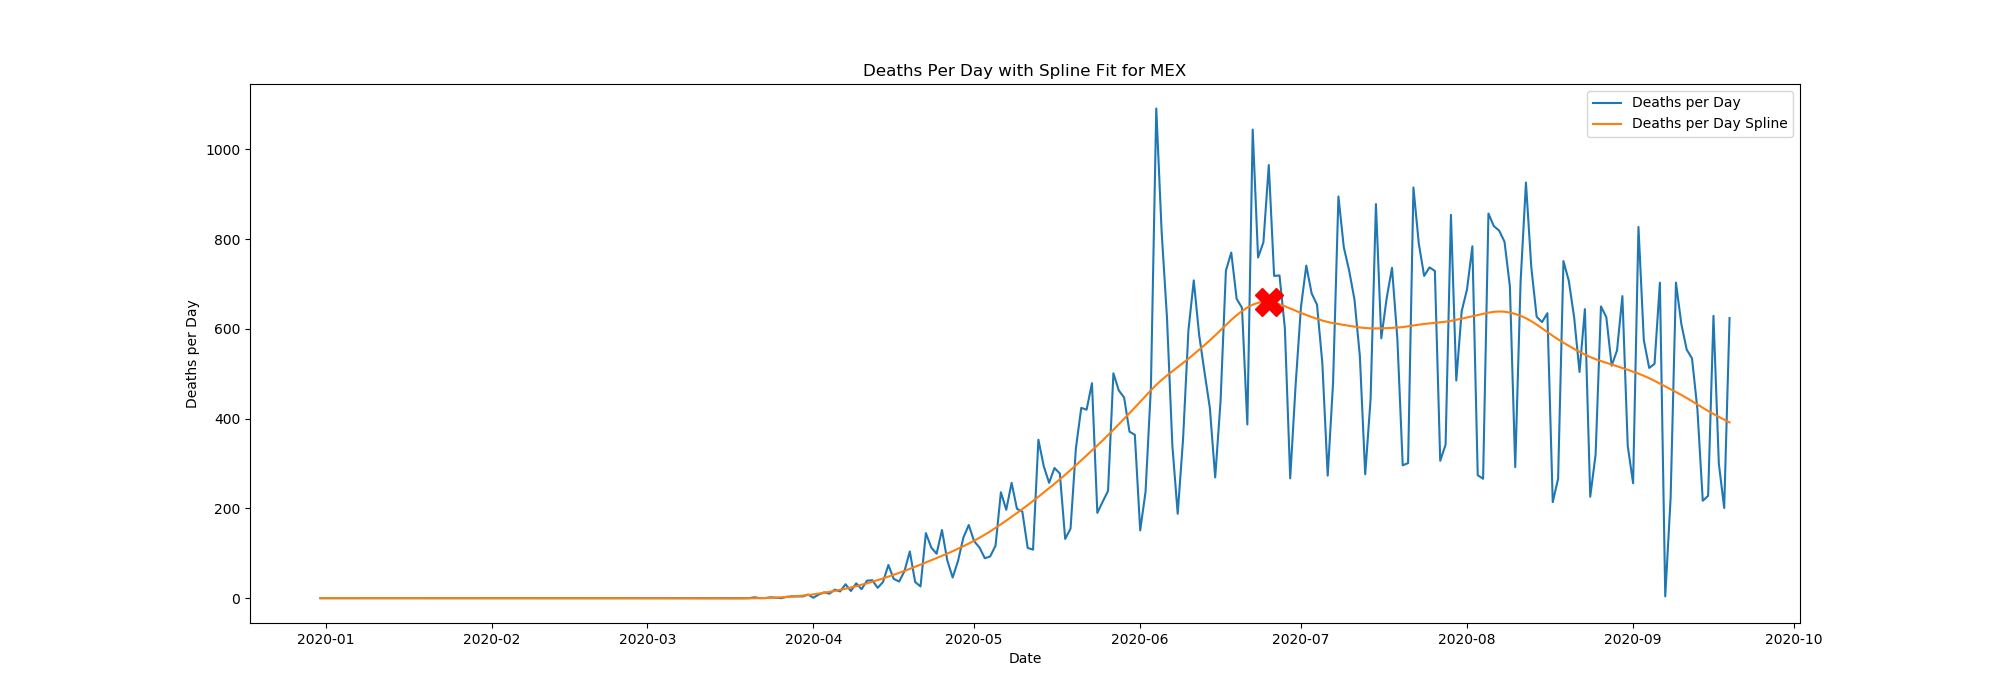 Deaths Per Day with Spline Fit for MEX
Deaths per Day
Deaths per Day Spline
1000
800
600
400
200
0
Deaths per Day
2020-01 2020-02 2020-03 2020-04 2020-05 2020-06 2020-07 2020-08 2020-09 2020-10
Date